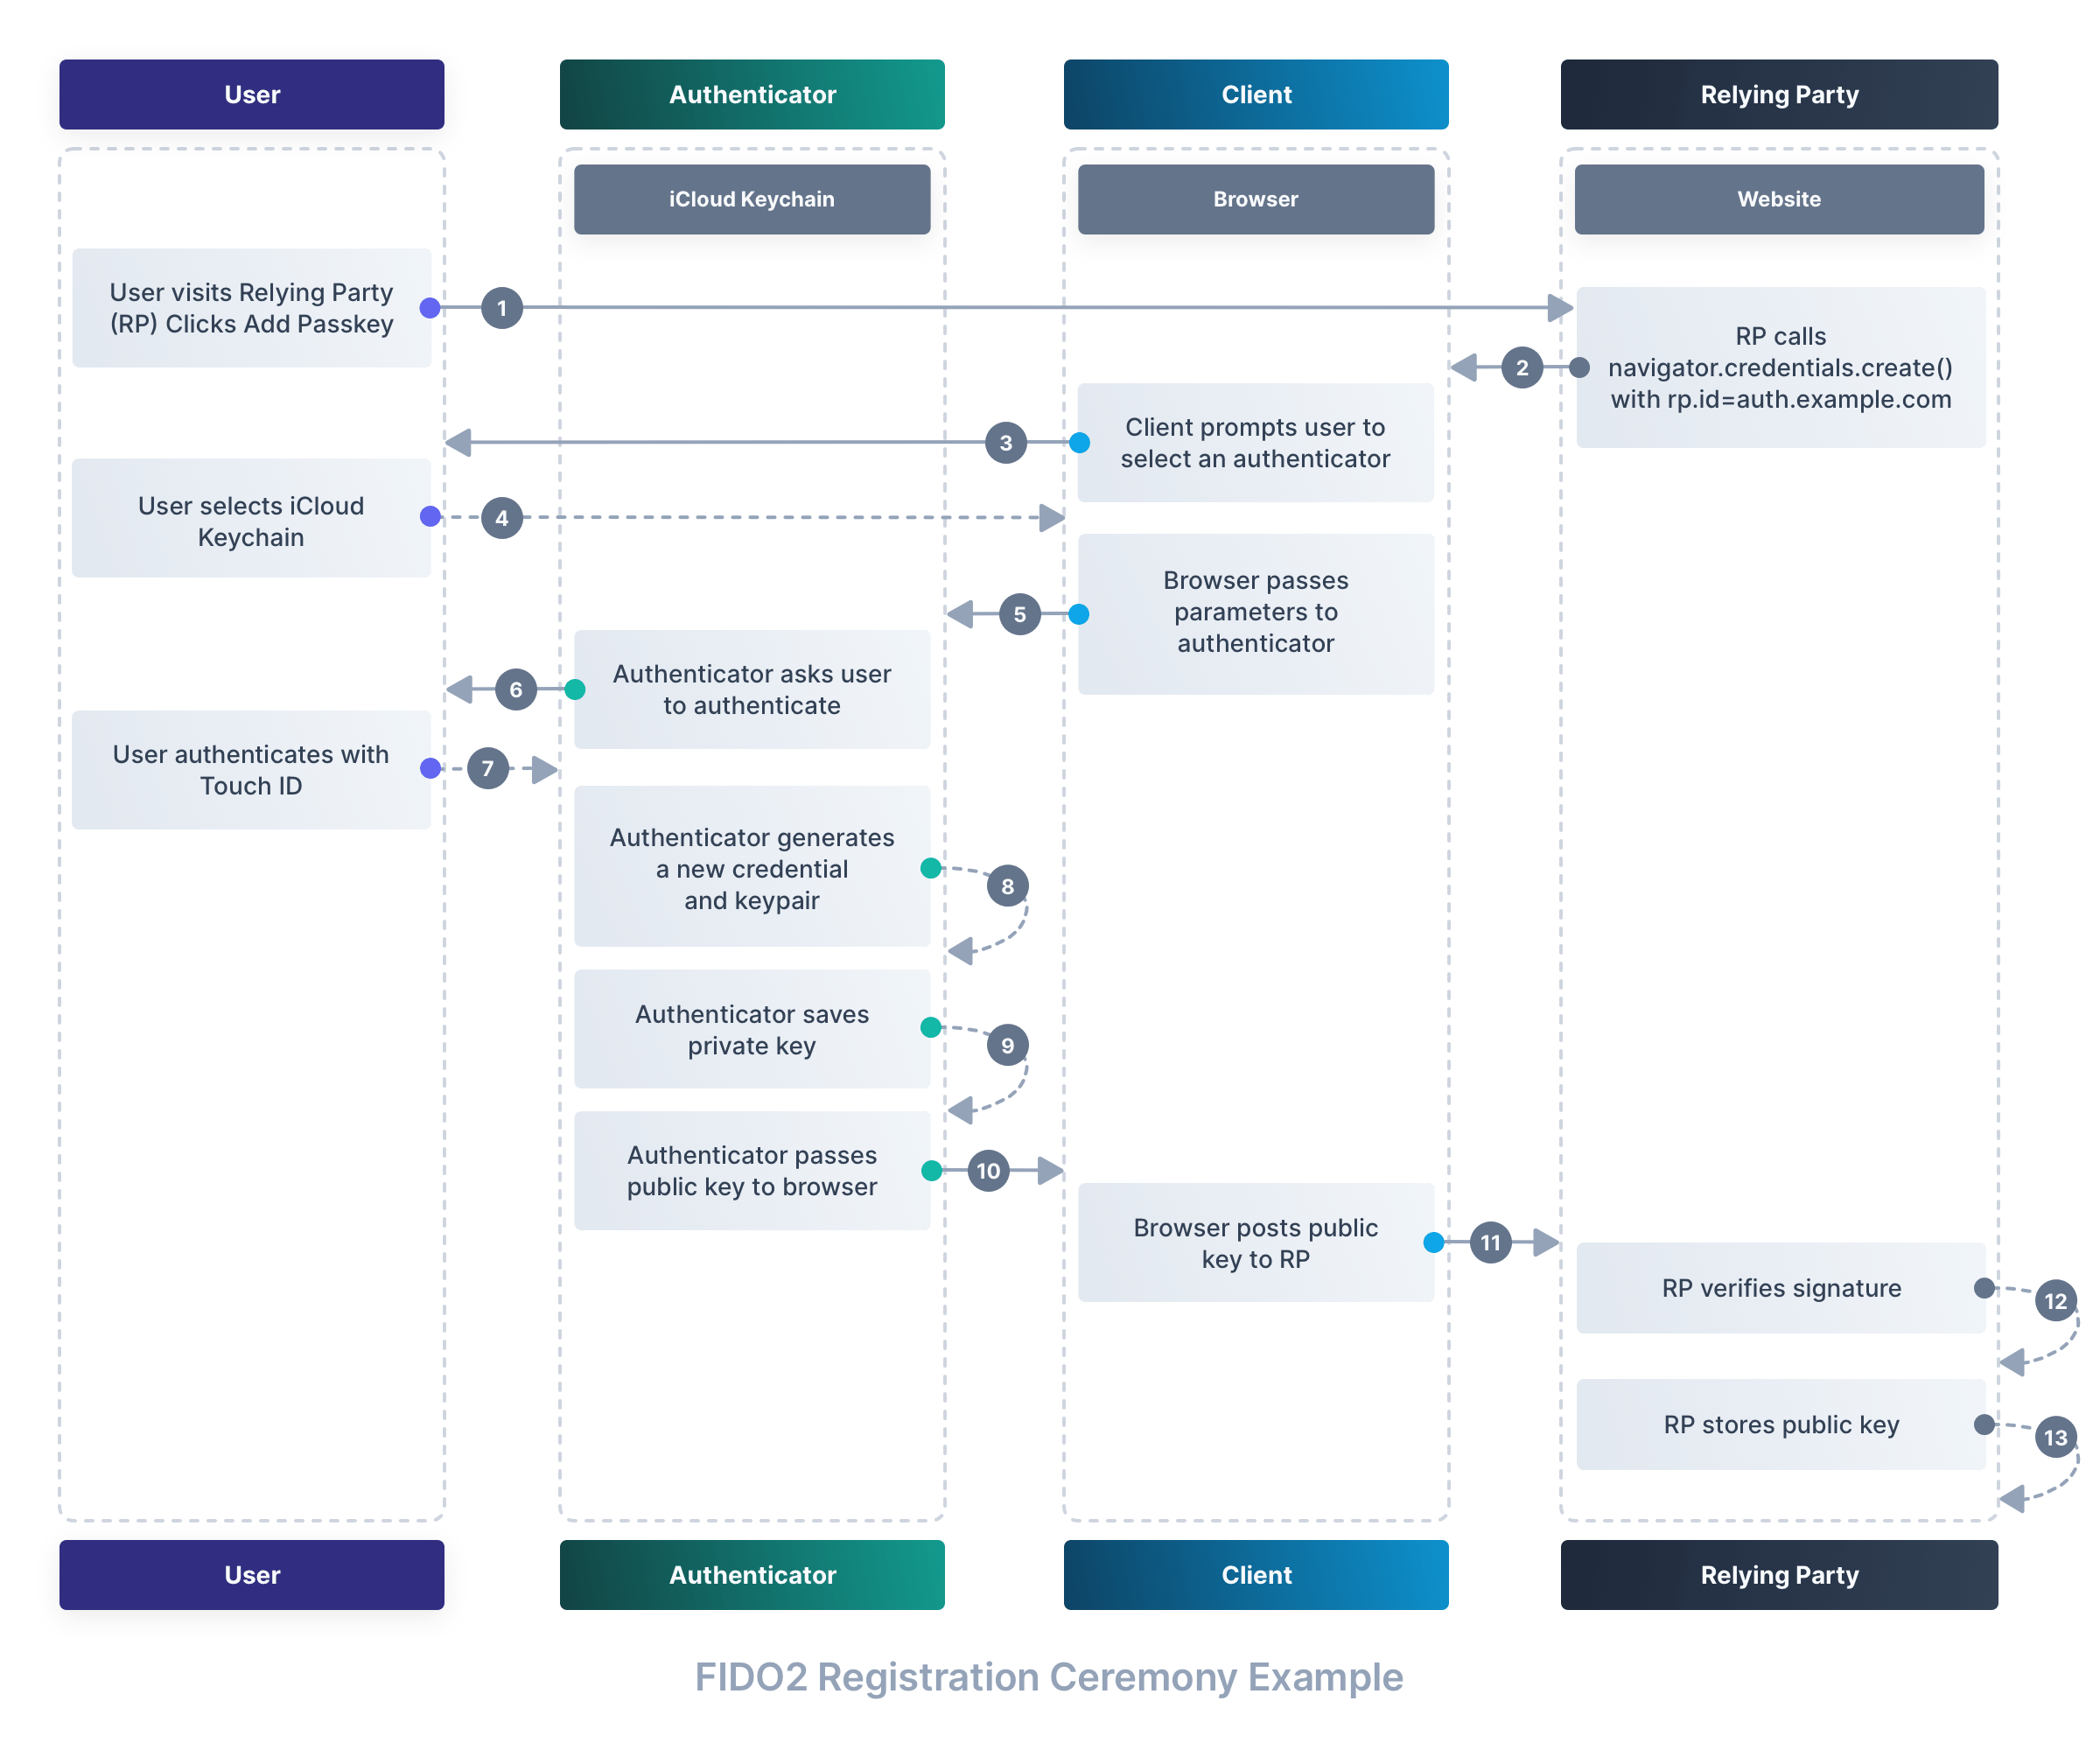 User
Authenticator
Client
Relying Party
iCloud Keychain
Browser
Website
User visits Relying Party
(RP) Clicks Add Passkey
1
RP calls
navigator.credentials.create()
with rp.id=auth.example.com
2
Client prompts user to
select an authenticator
3
User selects iCloud
Keychain
4
Browser passes
parameters to
authenticator
5
Authenticator asks user
to authenticate
6
User authenticates with
Touch ID
7
Authenticator generates
a new credential
and keypair
8
Authenticator saves
private key
9
Authenticator passes
public key to browser
10
Browser posts public
key to RP
11
RP verifies signature
12
RP stores public key
13
User
Authenticator
Client
Relying Party
FIDO2 Registration Ceremony Example